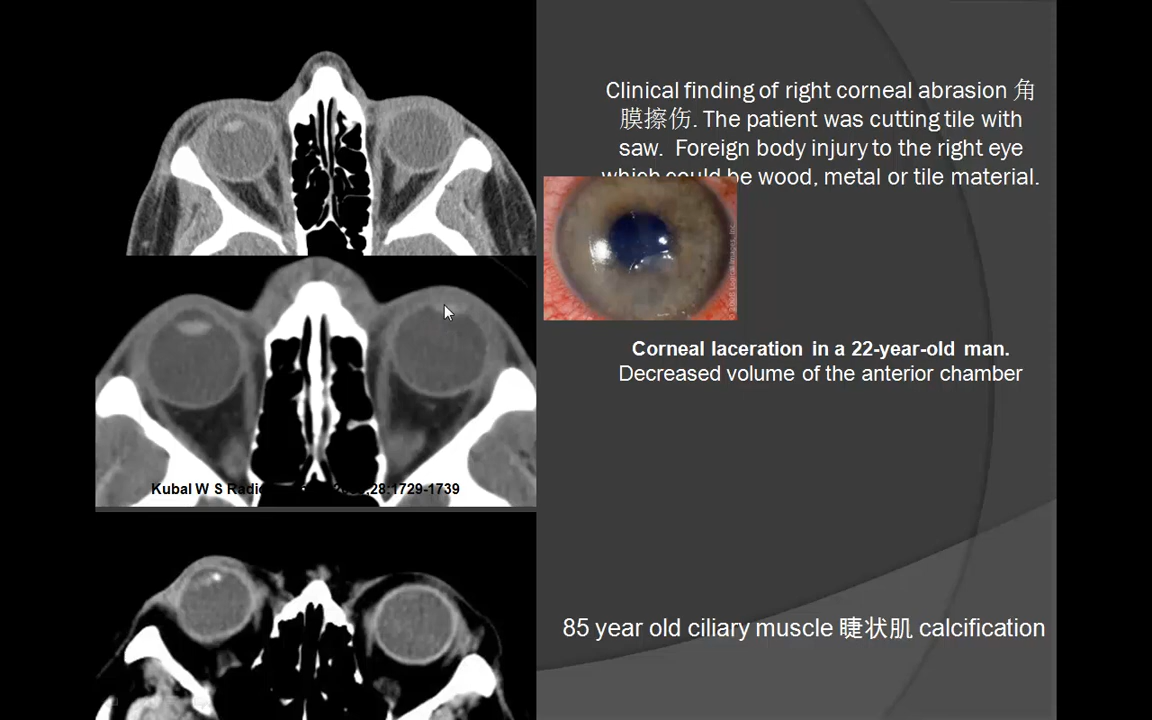 Clinical finding of right corneal abrasion 角
膜擦伤. The patient was cutting tile with
saw. Foreign body injury to the right eye
which could be wood, metal or tile material.
Corneal laceration in a 22-year-old man.
Decreased volume of the anterior chamber
Kubal W S Radio 28:1729-1739
85 year old ciliary muscle 睫状肌 calcification